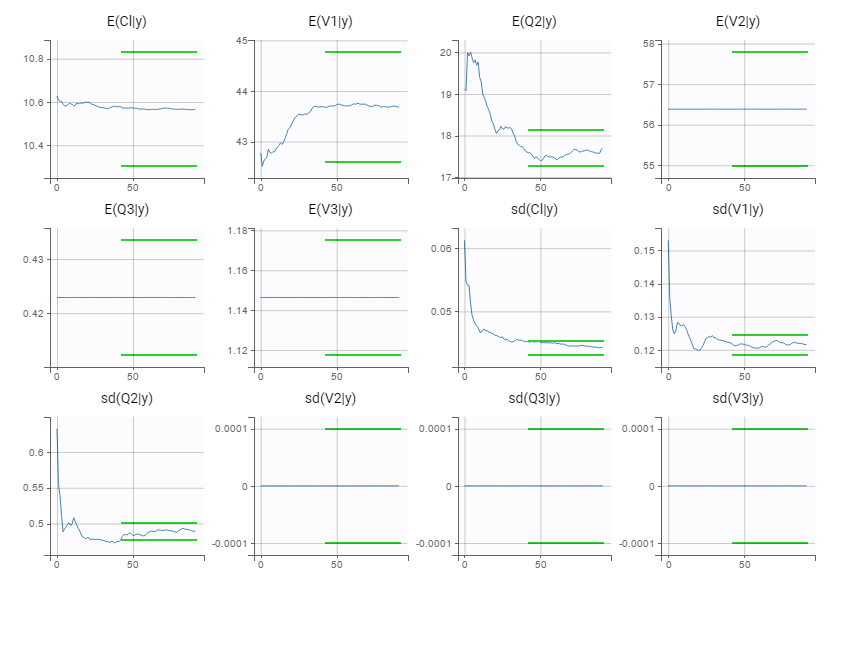 E(Cl|y) E(V1|y) E(Q2|y) E(V2|y)
10.8 10.6 10.4 0 50
45 44 43 0 50
20 19 18 17 0 50
58 57 56 55 0 50
E(Q3|y) E(V3|y) sd(Cl|y) sd(V1|y)
0.43 0.42 0 50
1.18 1.16 1.14 1.12 0 50
0.06 0.05 0 50
0.15 0.14 0.13 0.12 0 50
sd(Q2|y) sd(V2|y) sd(Q3|y) sd(V3|y)
0.6 0.55 0.5 0 50
0.0001 0 -0.0001 0 50
0.0001 0 -0.0001 0 50
0.0001 0 -0.0001 0 50